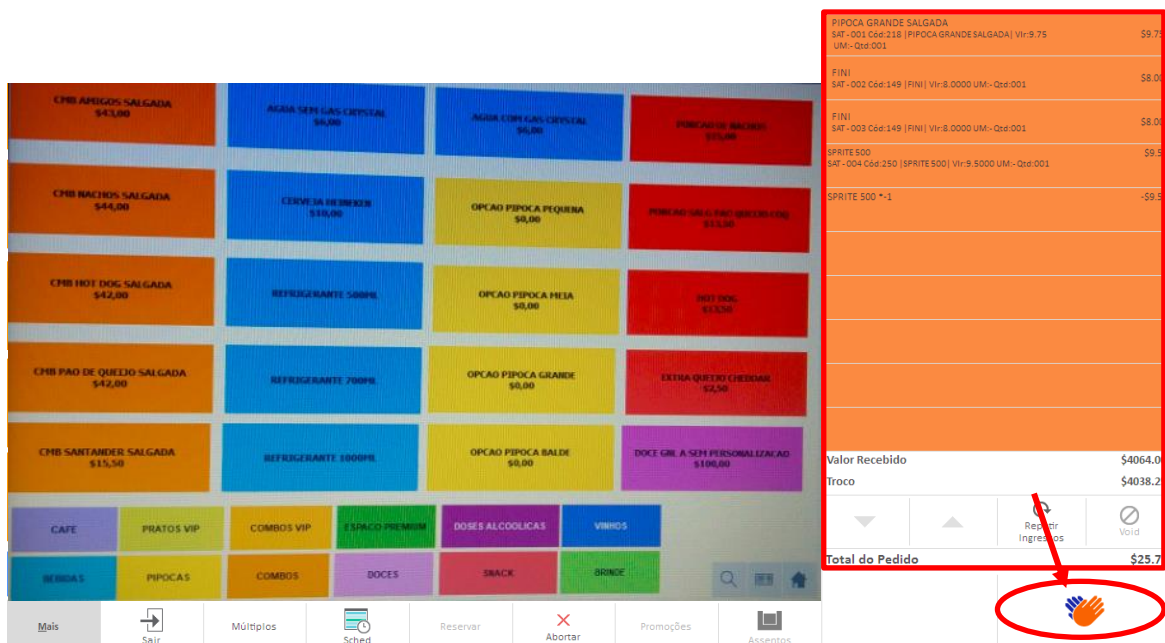 CMB AMIGOS SALGADA
$43,00
AGUA SEM GAS CRYSTAL
$6,00
AGUA COM GAS CRYSTAL
$6,00
PORCAO DE NACHOS
CMB NACHOS SALGADA
$44,00
CERVEJA HEINEKEN
$10,00
OPCAO PIPOCA PEQUENA
$0,00
$13,50
CMB HOT DOG SALGADA
$42,00
REFRIGERANTE 500ML
OPCAO PIPOCA MEIA
$0,00
HOT DOG
$13,50
CMB PAO DE QUEIJO SALGADA
$42,00
REFRIGERANTE 700ML
OPCAO PIPOCA GRANDE
$0,00
EXTRA QUEIJO CHEDDAR
$2,50
CMB SANTANDER SALGADA
$15,50
REFRIGERANTE 1000ML
OPCAO PIPOCA BALDE
$0,00
DOCE GNL A SEM PERSONALIZACAO
$100,00
CAFE
PRATOS VIP
COMBOS VIP
ESPACO PREMIUM
DOSES ALCOOLICAS
VINHOS
BEBIDAS
PIPOCAS
COMBOS
DOCES
SNACK
BRINDE
Mais
Sair
Múltiplos
Sched.
Reservar
Abortar
Promoções
Assentos
PIPOCA GRANDE SALGADA
SAT - 001 Cód:218 |PIPOCA GRANDE SALGADA| Vlr:9.75 $9.75
UM:- Qtd:001
FINI
SAT - 002 Cód:149 |FINI| Vlr:8.0000 UM:- Qtd:001 $8.00
FINI
SAT - 003 Cód:149 |FINI| Vlr:8.0000 UM:- Qtd:001 $8.00
SPRITE 500 $9.5
SAT - 004 Cód:250 |SPRITE 500| Vlr:9.5000 UM:- Qtd:001
SPRITE 500 *-1 -$9.5
Valor Recebido $4064.0
Troco $4038.2
Repetir
Ingressos
Void
Total do Pedido $25.7